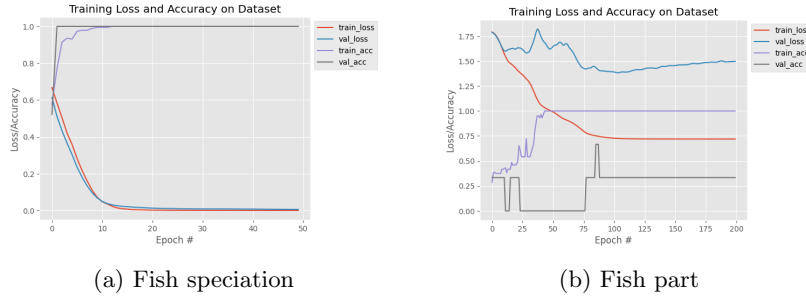 Training Loss and Accuracy on Dataset
Loss/Accuracy
1.0
0.8
0.6
0.4
0.2
0.0
0
10
20
30
40
50
Epoch #
train_loss
val_loss
train_acc
val_acc
(a) Fish speciation
Training Loss and Accuracy on Dataset
Loss/Accuracy
1.75
1.50
1.25
1.00
0.75
0.50
0.25
0.00
0
25
50
75
100
125
150
175
200
Epoch #
train_loss
val_loss
train_acc
val_acc
(b) Fish part